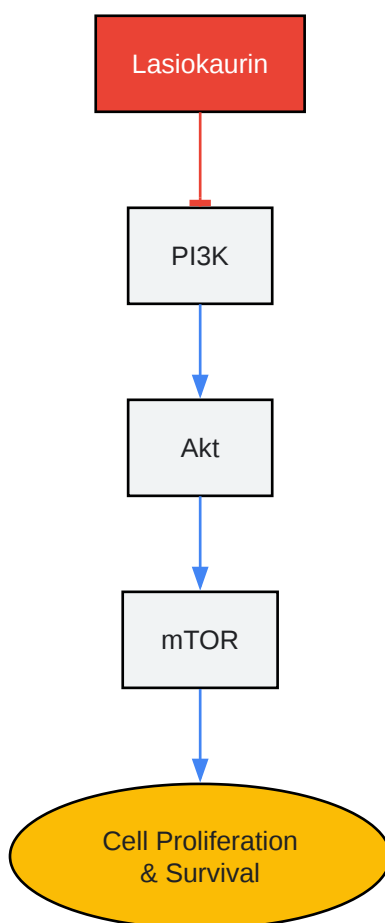 Lasiokaurin
PI3K
Akt
mTOR
Cell Proliferation
& Survival